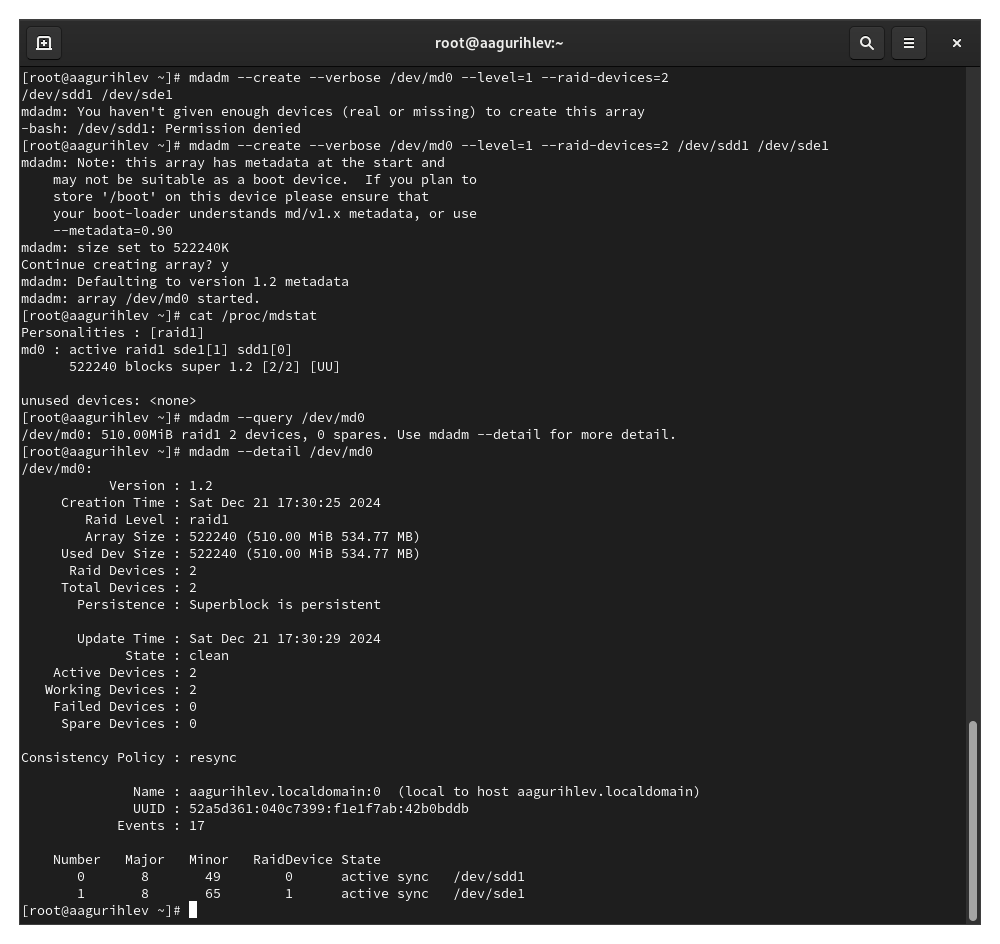 root@aagurihlev:~
[root@aagurihlev ~]# mdadm --create --verbose /dev/md0 --level=1 --raid-devices=2
/dev/sdd1 /dev/sde1
mdadm: You haven't given enough devices (real or missing) to create this array
-bash: /dev/sdd1: Permission denied
[root@aagurihlev ~]# mdadm --create --verbose /dev/md0 --level=1 --raid-devices=2 /dev/sdd1 /dev/sde1
mdadm: Note: this array has metadata at the start and
    may not be suitable as a boot device.  If you plan to
    store '/boot' on this device please ensure that
    your boot-loader understands md/v1.x metadata, or use
    --metadata=0.90
mdadm: size set to 522240K
Continue creating array? y
mdadm: Defaulting to version 1.2 metadata
mdadm: array /dev/md0 started.
[root@aagurihlev ~]# cat /proc/mdstat
Personalities : [raid1]
md0 : active raid1 sde1[1] sdd1[0]
      522240 blocks super 1.2 [2/2] [UU]

unused devices: <none>
[root@aagurihlev ~]# mdadm --query /dev/md0
/dev/md0: 510.00MiB raid1 2 devices, 0 spares. Use mdadm --detail for more detail.
[root@aagurihlev ~]# mdadm --detail /dev/md0
/dev/md0:
           Version : 1.2
     Creation Time : Sat Dec 21 17:30:25 2024
        Raid Level : raid1
        Array Size : 522240 (510.00 MiB 534.77 MB)
     Used Dev Size : 522240 (510.00 MiB 534.77 MB)
      Raid Devices : 2
     Total Devices : 2
       Persistence : Superblock is persistent

       Update Time : Sat Dec 21 17:30:29 2024
             State : clean
    Active Devices : 2
   Working Devices : 2
    Failed Devices : 0
     Spare Devices : 0

Consistency Policy : resync

              Name : aagurihlev.localdomain:0  (local to host aagurihlev.localdomain)
              UUID : 52a5d361:040c7399:f1e1f7ab:42b0bddb
            Events : 17

    Number   Major   Minor   RaidDevice State
       0       8       49        0      active sync   /dev/sdd1
       1       8       65        1      active sync   /dev/sde1
[root@aagurihlev ~]#